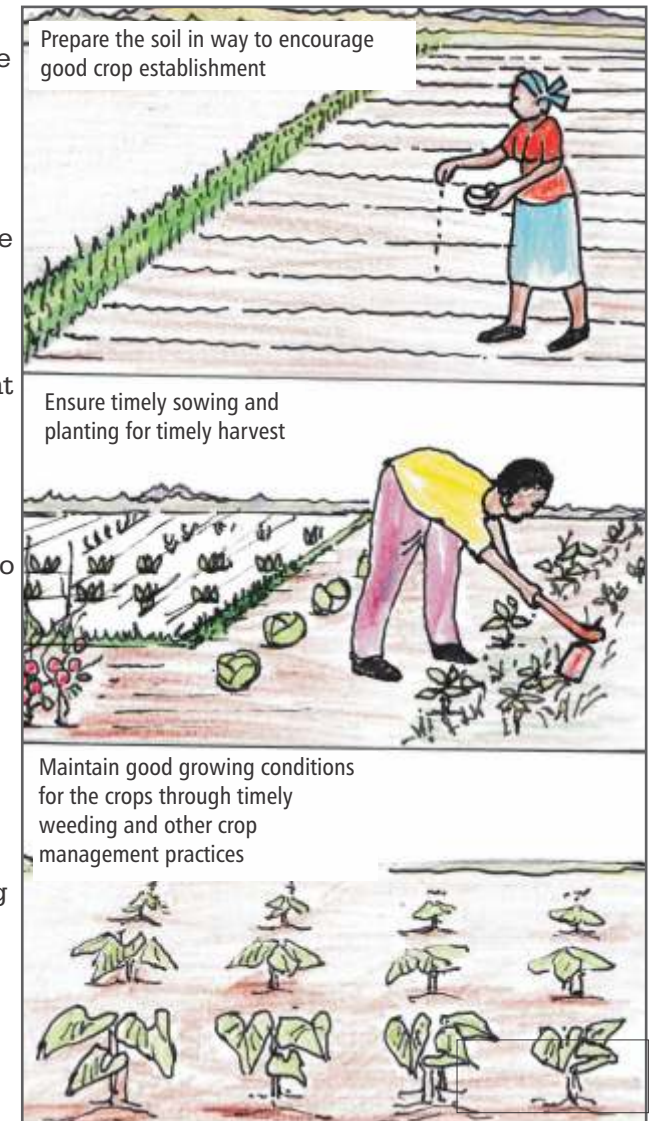 Prepare the soil in way to encourage
good crop establishment
Ensure timely sowing and
planting for timely harvest
Maintain good growing conditions
for the crops through timely
weeding and other crop
management practices